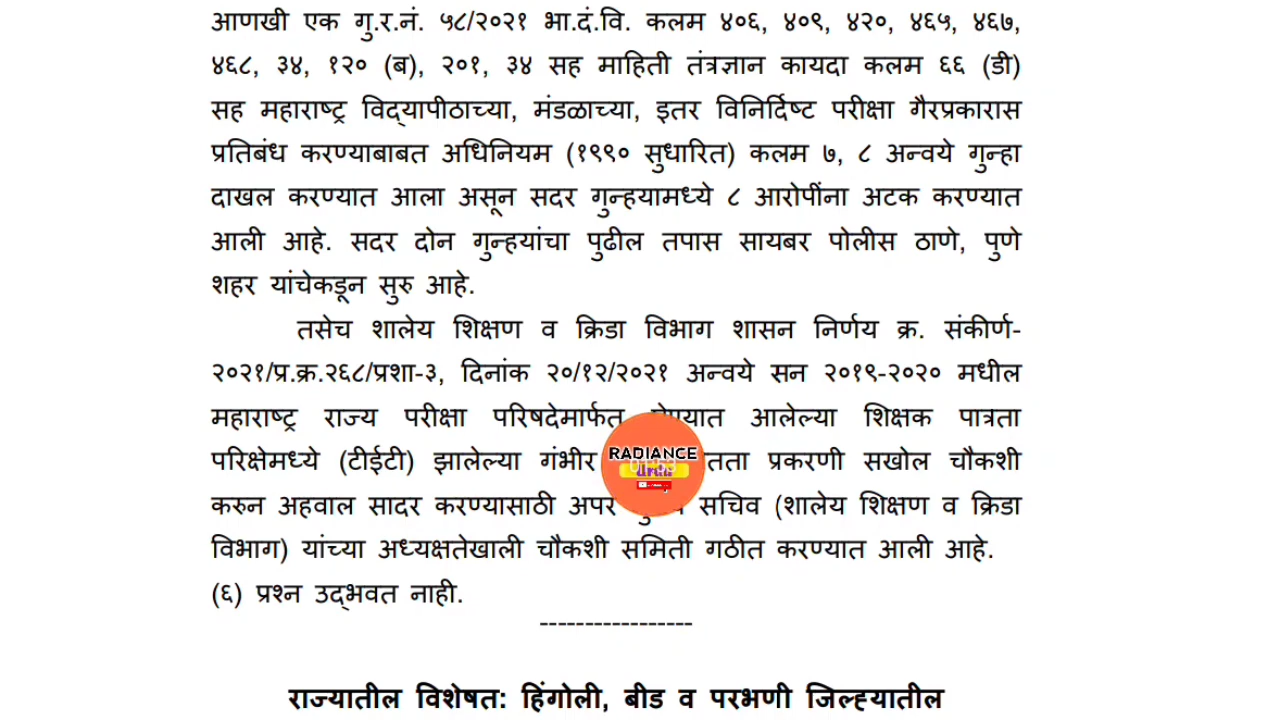 आणखी एक गु.र.नं. ५८/२०२१ भा.दं.वि. कलम ४०६, ४०९, ४२०, ४६५, ४६७,
४६८, ३४, १२० (ब), २०१, ३४ सह माहिती तंत्रज्ञान कायदा कलम ६६ (डी)
सह महाराष्ट्र विद्यापीठाच्या, मंडळाच्या, इतर विनिर्दिष्ट परीक्षा गैरप्रकारास
प्रतिबंध करण्याबाबत अधिनियम (१९९० सुधारित) कलम ७, ८ अन्वये गुन्हा
दाखल करण्यात आला असून सदर गुन्हयामध्ये ८ आरोपींना अटक करण्यात
आली आहे. सदर दोन गुन्हयांचा पुढील तपास सायबर पोलीस ठाणे, पुणे
शहर यांचेकडून सुरु आहे.
तसेच शालेय शिक्षण व क्रिडा विभाग शासन निर्णय क्र. संकीर्ण-
२०२१/प्र.क्र.२६८/प्रशा-३, दिनांक २०/१२/२०२१ अन्वये सन २०१९-२०२० मधील
महाराष्ट्र राज्य परीक्षा परिषदेमार्फत आलेल्या शिक्षक पात्रता
परिक्षेमध्ये (टीईटी) झालेल्या गंभीर RADIANCE प्रकरणी सखोल चौकशी
करुन अहवाल सादर करण्यासाठी अपर सचिव (शालेय शिक्षण व क्रिडा
विभाग) यांच्या अध्यक्षतेखाली चौकशी समिती गठीत करण्यात आली आहे.
(६) प्रश्न उद्भवत नाही.
-----------------
राज्यातील विशेषत: हिंगोली, बीड व परभणी जिल्ह्यातील